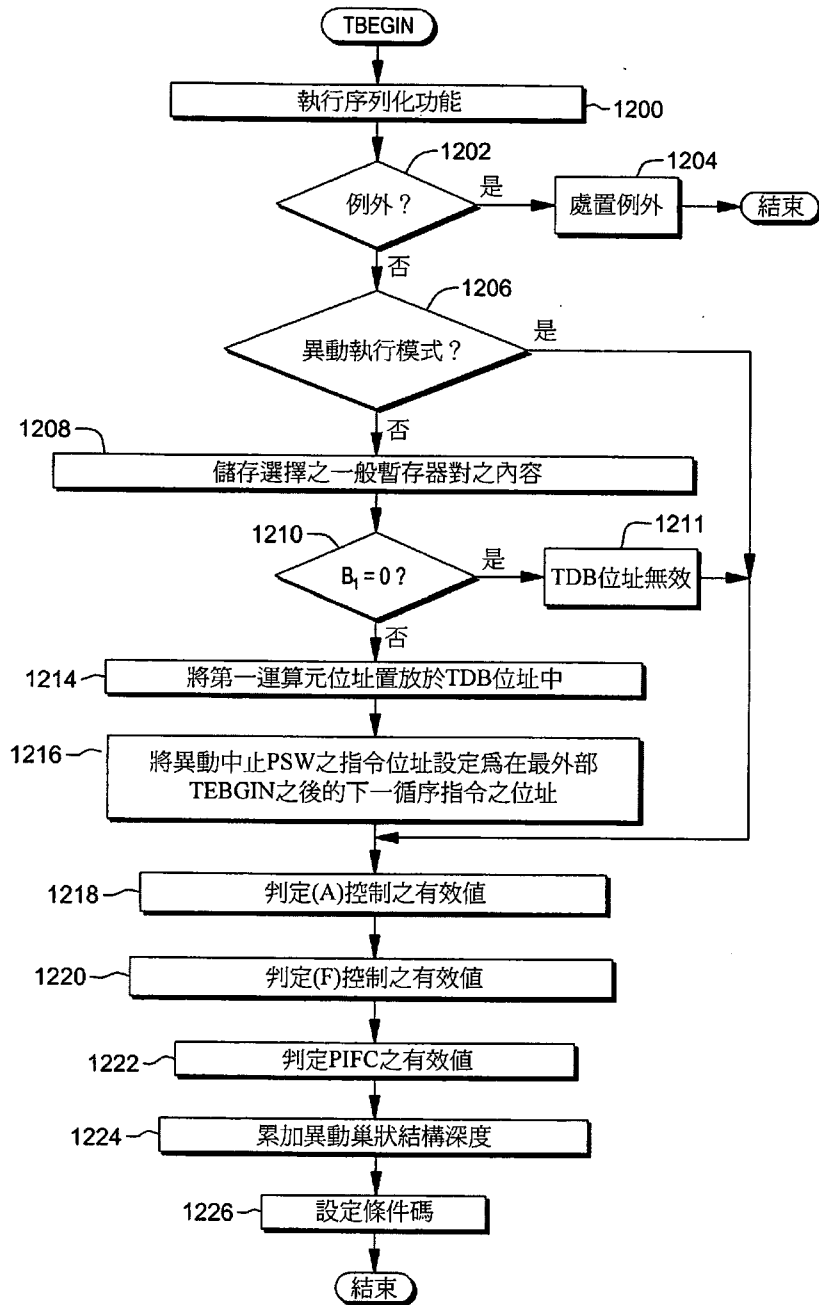 TBEGIN
執行序列化功能
1200
1202
例外？
是
1204
處置例外
結束
否
1206
異動執行模式？
是
否
1208
儲存選擇之一般暫存器對之內容
1210
B₁ = 0？
是
1211
TDB位址無效
否
1214
將第一運算元位址置放於TDB位址中
1216
將異動中止PSW之指令位址設定爲在最外部
TEBGIN之後的下一循序指令之位址
1218
判定(A)控制之有效值
1220
判定(F)控制之有效值
1222
判定PIFC之有效值
1224
累加異動巢狀結構深度
1226
設定條件碼
結束